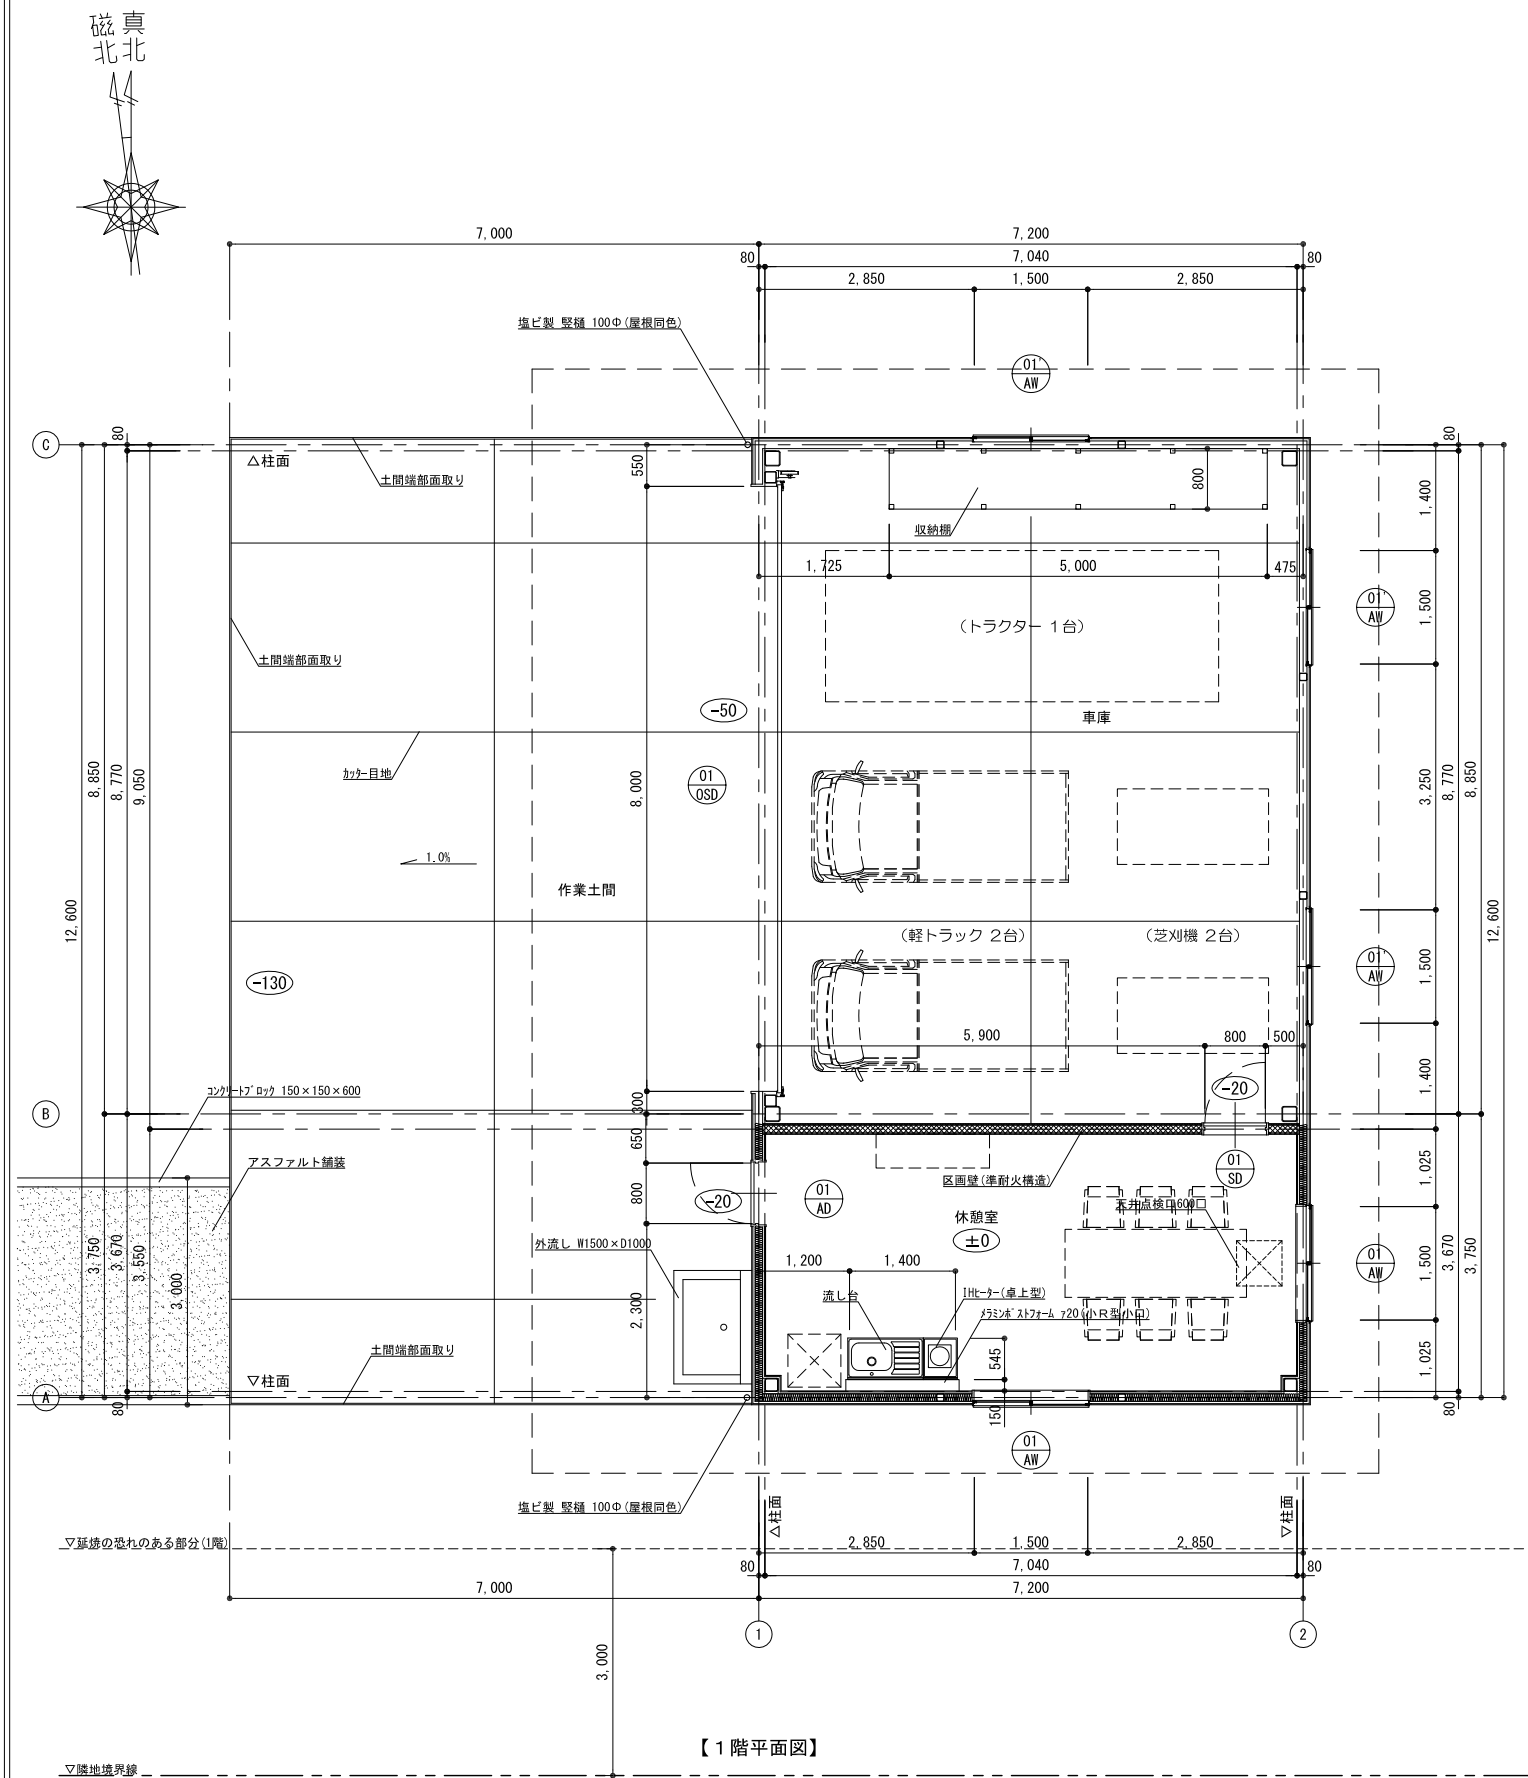 磁北
真北
7,000
7,200
80
7,040
80
2,850
1,500
2,850
塩ビ製 竪樋 100Φ(屋根同色)
01'
AW
C
80
80
△柱面
土間端部面取り
550
800
1,400
収納棚
1,725
5,000
475
01'
AW
1,500
(トラクター 1台)
土間端部面取り
-50
車庫
カッター目地
01
OSD
8,850
8,770
9,050
8,000
3,250
8,770
8,850
1.0%
作業土間
12,600
12,600
(軽トラック 2台)
(芝刈機 2台)
01'
AW
1,500
-130
5,900
800
500
1,400
コンクリートブロック 150×150×600
-20
300
B
650
アスファルト舗装
区画壁(準耐火構造)
01
SD
1,025
800
-20
01
AD
天井点検口600□
休憩室
±0
外流し W1500×D1000
3,750
3,670
3,550
3,000
1,200
1,400
01
AW
1,500
3,670
3,750
流し台
IHヒーター(卓上型)
2,300
メラミンポストフォーム ァ20(小R型小口)
土間端部面取り
545
1,025
▽柱面
A
80
150
80
01
AW
塩ビ製 竪樋 100Φ(屋根同色)
△柱面
▽柱面
▽延焼の恐れのある部分(1階)
2,850
1,500
2,850
80
7,040
80
7,000
7,200
1
2
3,000
【１階平面図】
▽隣地境界線